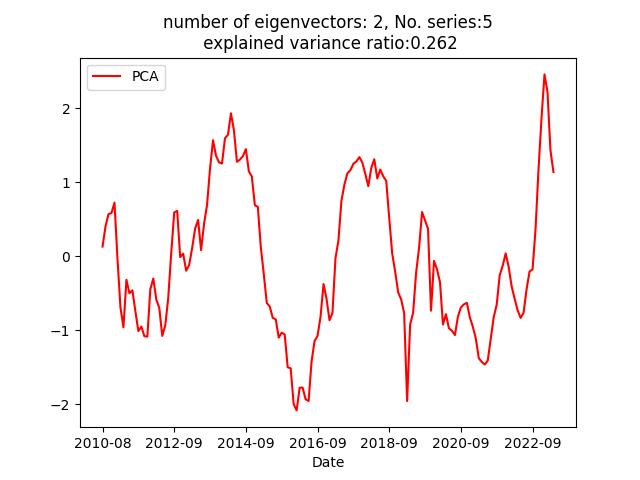 number of eigenvectors: 2, No. series:5
explained variance ratio:0.262
PCA
2
1
0
−1
−2
2010-08 2012-09 2014-09 2016-09 2018-09 2020-09 2022-09
Date